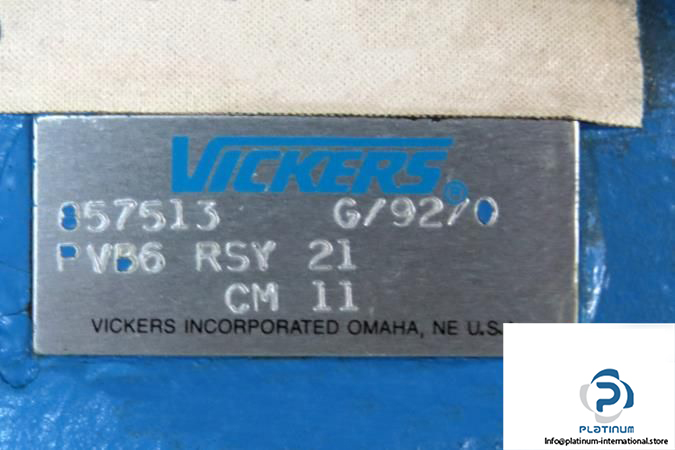 VICKERS®
857513 G/92/0
PVB6 RSY 21
CM 11
VICKERS INCORPORATED OMAHA, NE U.S.
P
PLATINUM
Info@platinum-international.store